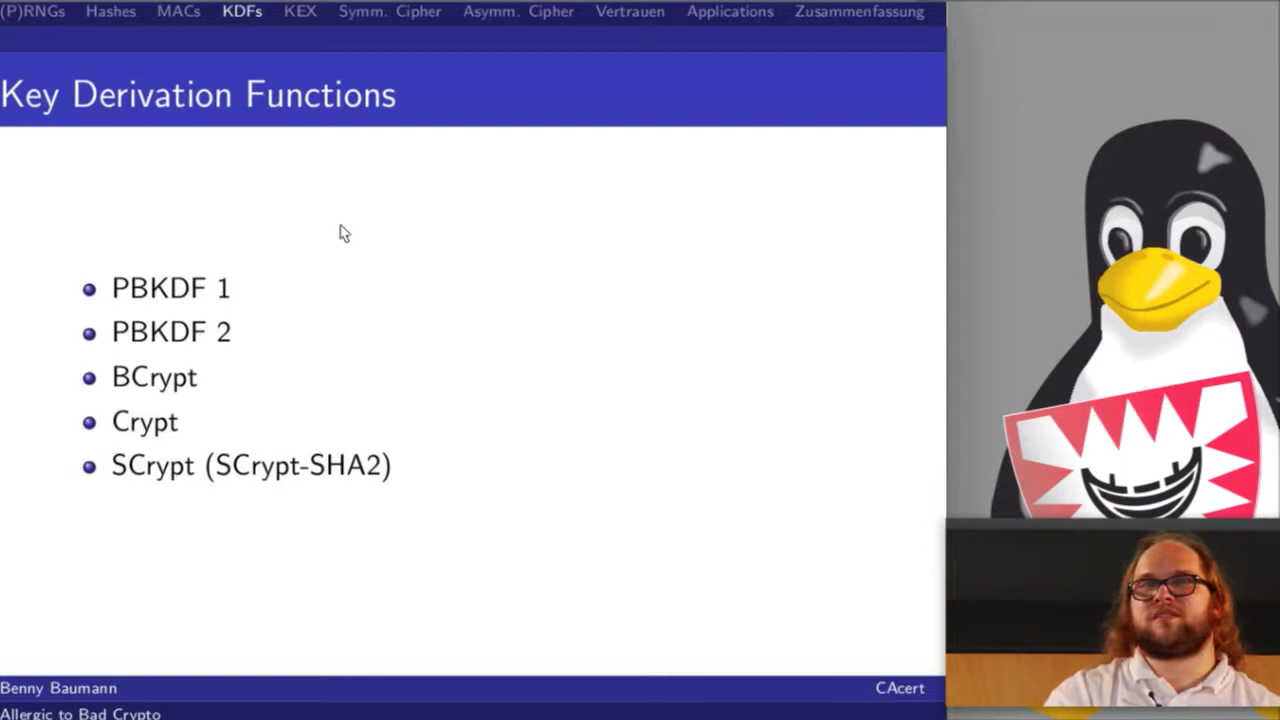 (P)RNGs Hashes MACs KDFs KEX Symm. Cipher Asymm. Cipher Vertrauen Applications Zusammenfassung
Key Derivation Functions
PBKDF 1
PBKDF 2
BCrypt
Crypt
SCrypt (SCrypt-SHA2)
Benny Baumann CAcert
Allergic to Bad Crypto